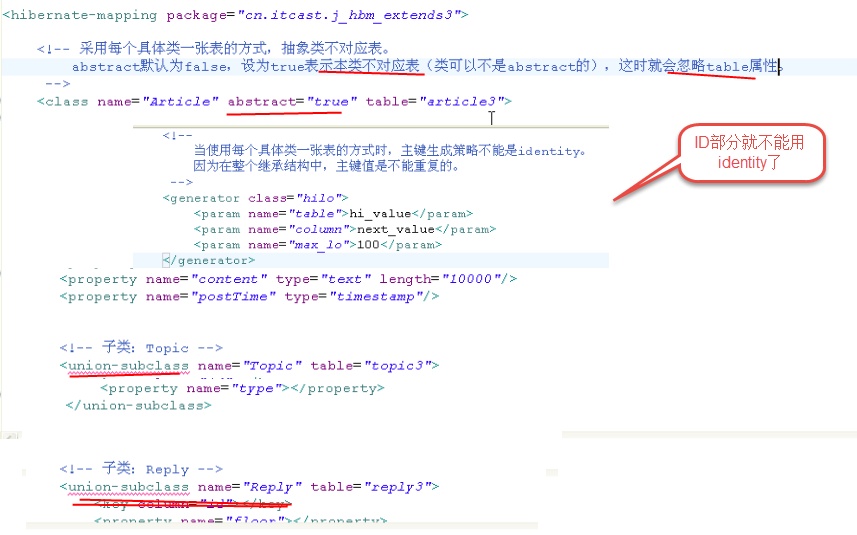 <hibernate-mapping package="cn.itcast.j_hbm_extends3">
<!-- 采用每个具体类一张表的方式，抽象类不对应表。
abstract默认为false，设为true表示本类不对应表（类可以不是abstract的），这时就会忽略table属性。
-->
<class name="Article" abstract="true" table="article3">
<!--
当使用每个具体类一张表的方式时，主键生成策略不能是identity。
因为在整个继承结构中，主键值是不能重复的。
-->
<generator class="hilo">
<param name="table">hi_value</param>
<param name="column">next_value</param>
<param name="max_lo">100</param>
</generator>
ID部分就不能用
identity了
<property name="content" type="text" length="10000"/>
<property name="postTime" type="timestamp"/>
<!-- 子类：Topic -->
<union-subclass name="Topic" table="topic3">
<property name="type"></property>
</union-subclass>
<!-- 子类：Reply -->
<union-subclass name="Reply" table="reply3">
<key column="id"></key>
<property name="floor"></property>